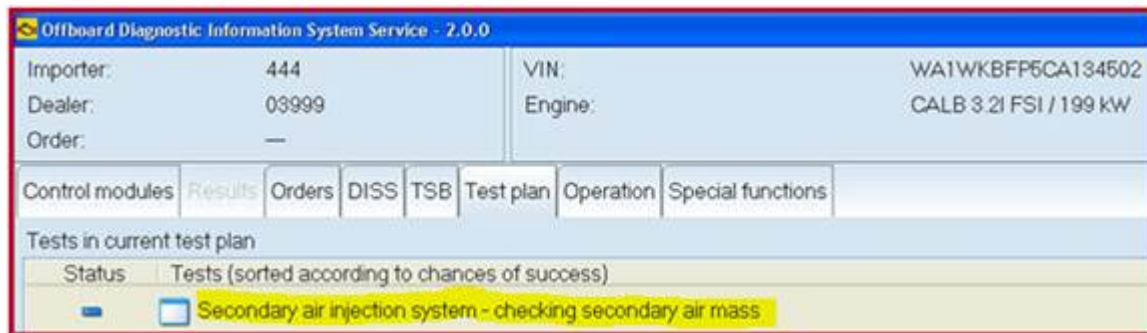 Offboard Diagnostic Information System Service - 2.0.0
Importer: 444 VIN: WA1WKBFP5CA134502
Dealer: 03999 Engine: CALB 3.2l FSI / 199 kW
Order: —
Control modules Results Orders DISS TSB Test plan Operation Special functions
Tests in current test plan
Status Tests (sorted according to chances of success)
Secondary air injection system - checking secondary air mass